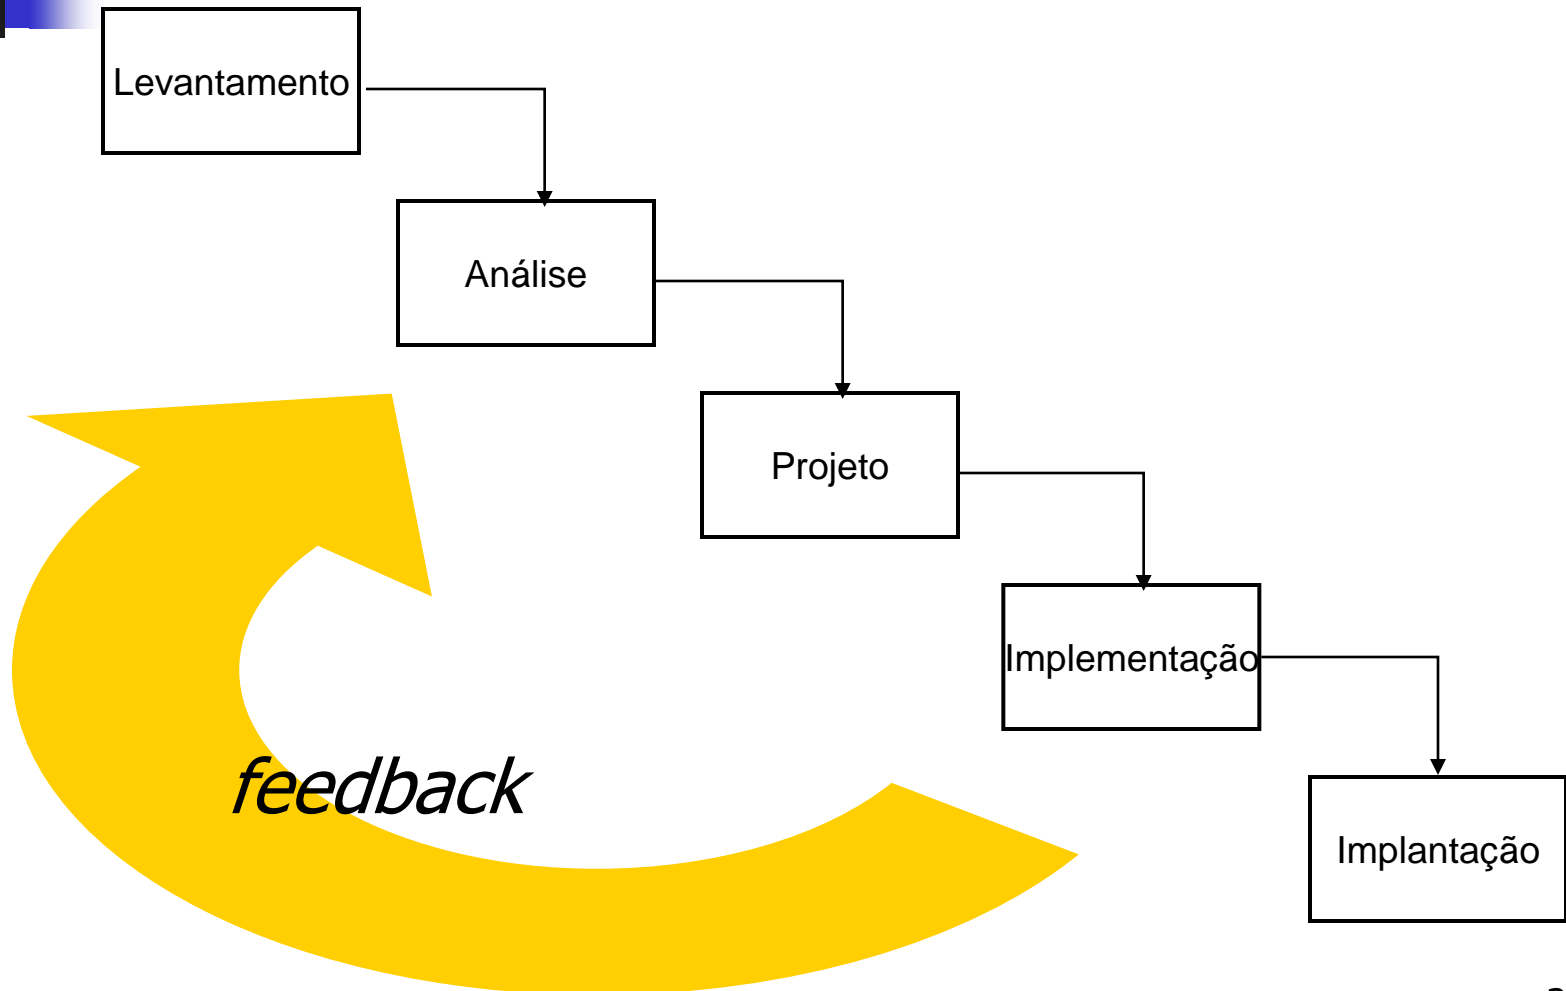 Levantamento
Análise
Projeto
Implementação
feedback
Implantação